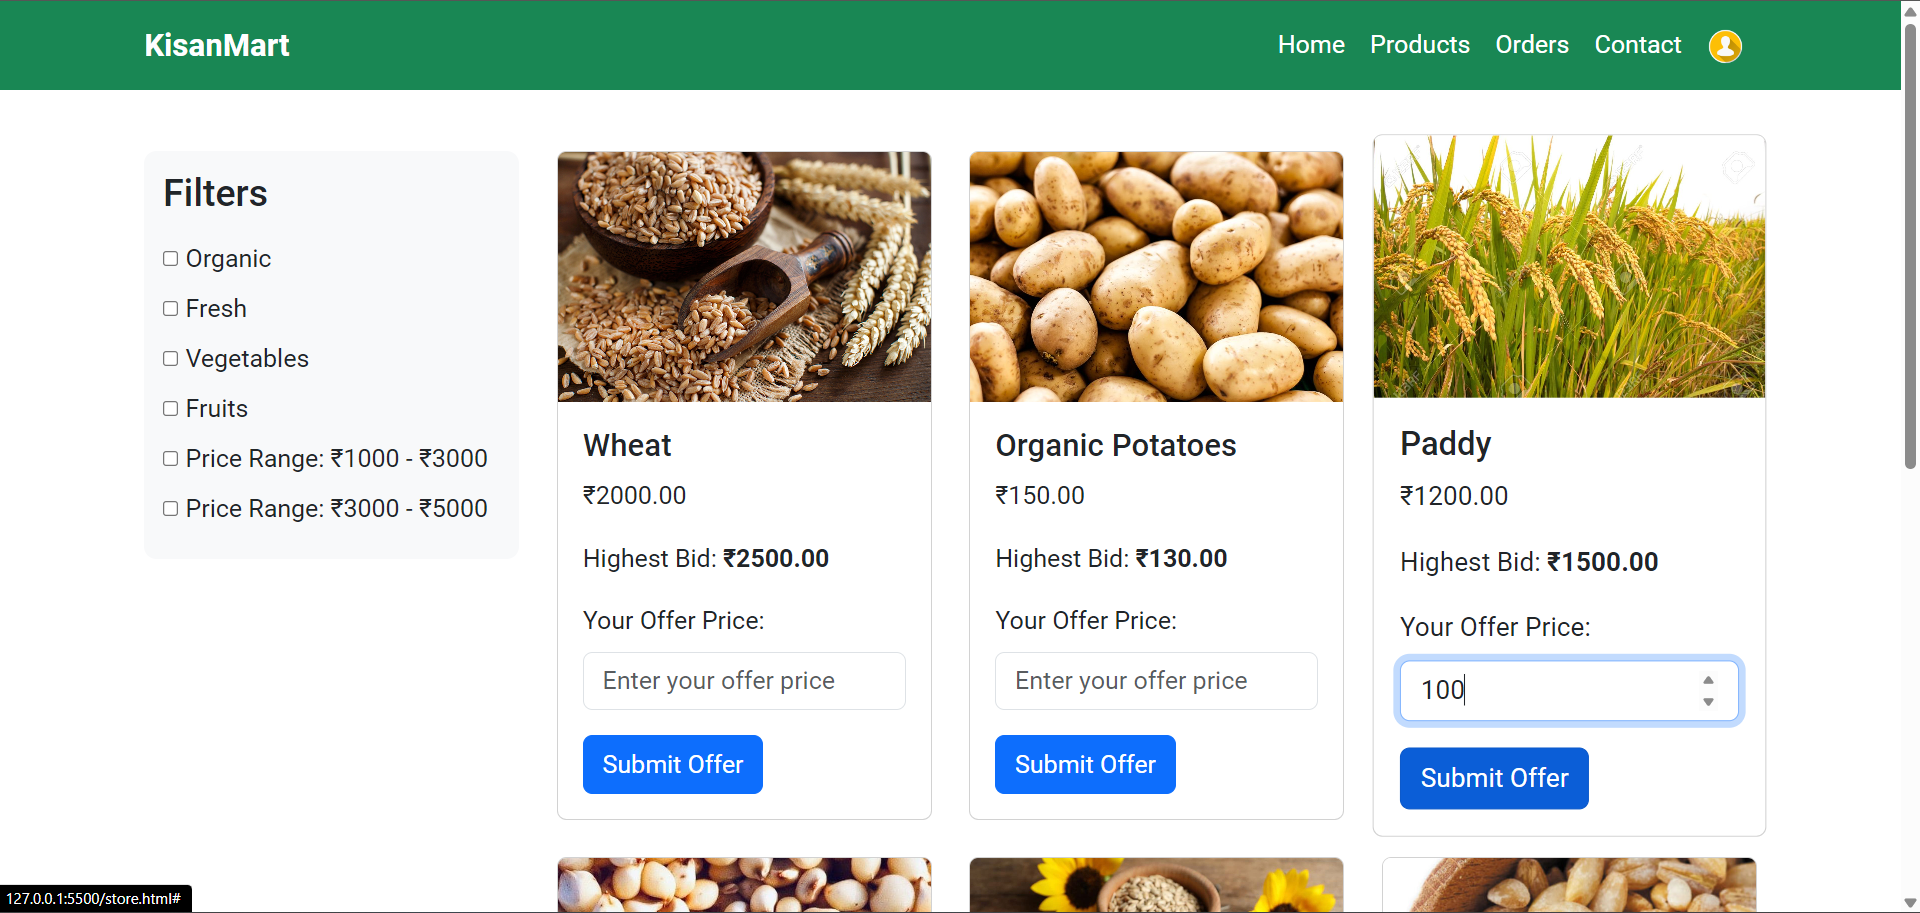 KisanMart
Home Products Orders Contact
Filters
Organic
Fresh
Vegetables
Fruits
Price Range: ₹1000 - ₹3000
Price Range: ₹3000 - ₹5000
Wheat
₹2000.00
Highest Bid: ₹2500.00
Your Offer Price:
Enter your offer price
Submit Offer
Organic Potatoes
₹150.00
Highest Bid: ₹130.00
Your Offer Price:
Enter your offer price
Submit Offer
Paddy
₹1200.00
Highest Bid: ₹1500.00
Your Offer Price:
100
Submit Offer
127.0.0.1:5500/store.html#